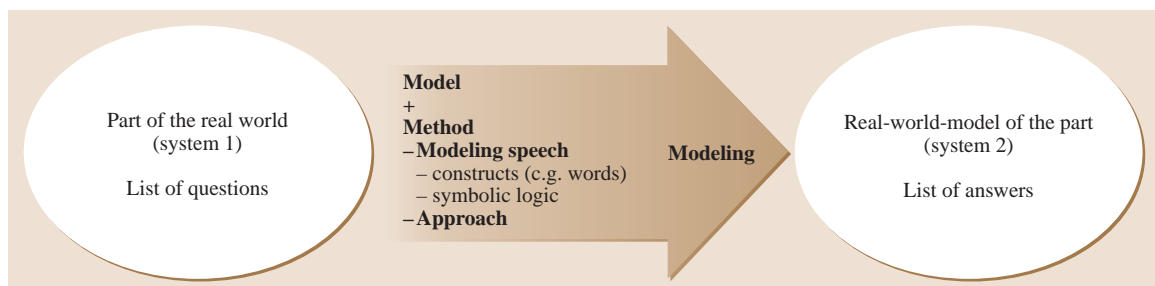 Part of the real world
(system 1)
List of questions
Model
+
Method
–Modeling speech
– constructs (c.g. words)
– symbolic logic
–Approach
Modeling
Real-world-model of the part
(system 2)
List of answers